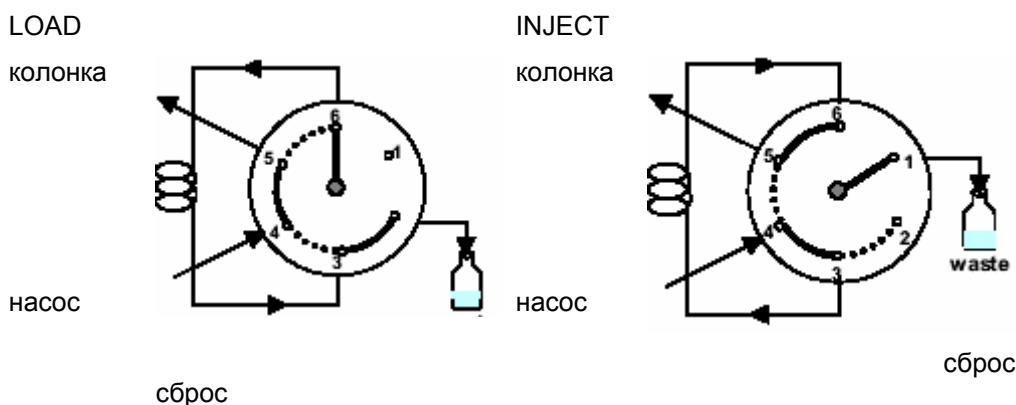 LOAD
INJECT
колонка
колонка
6
5
1
4
3
6
5
1
4
2
3
waste
насос
насос
сброс
сброс